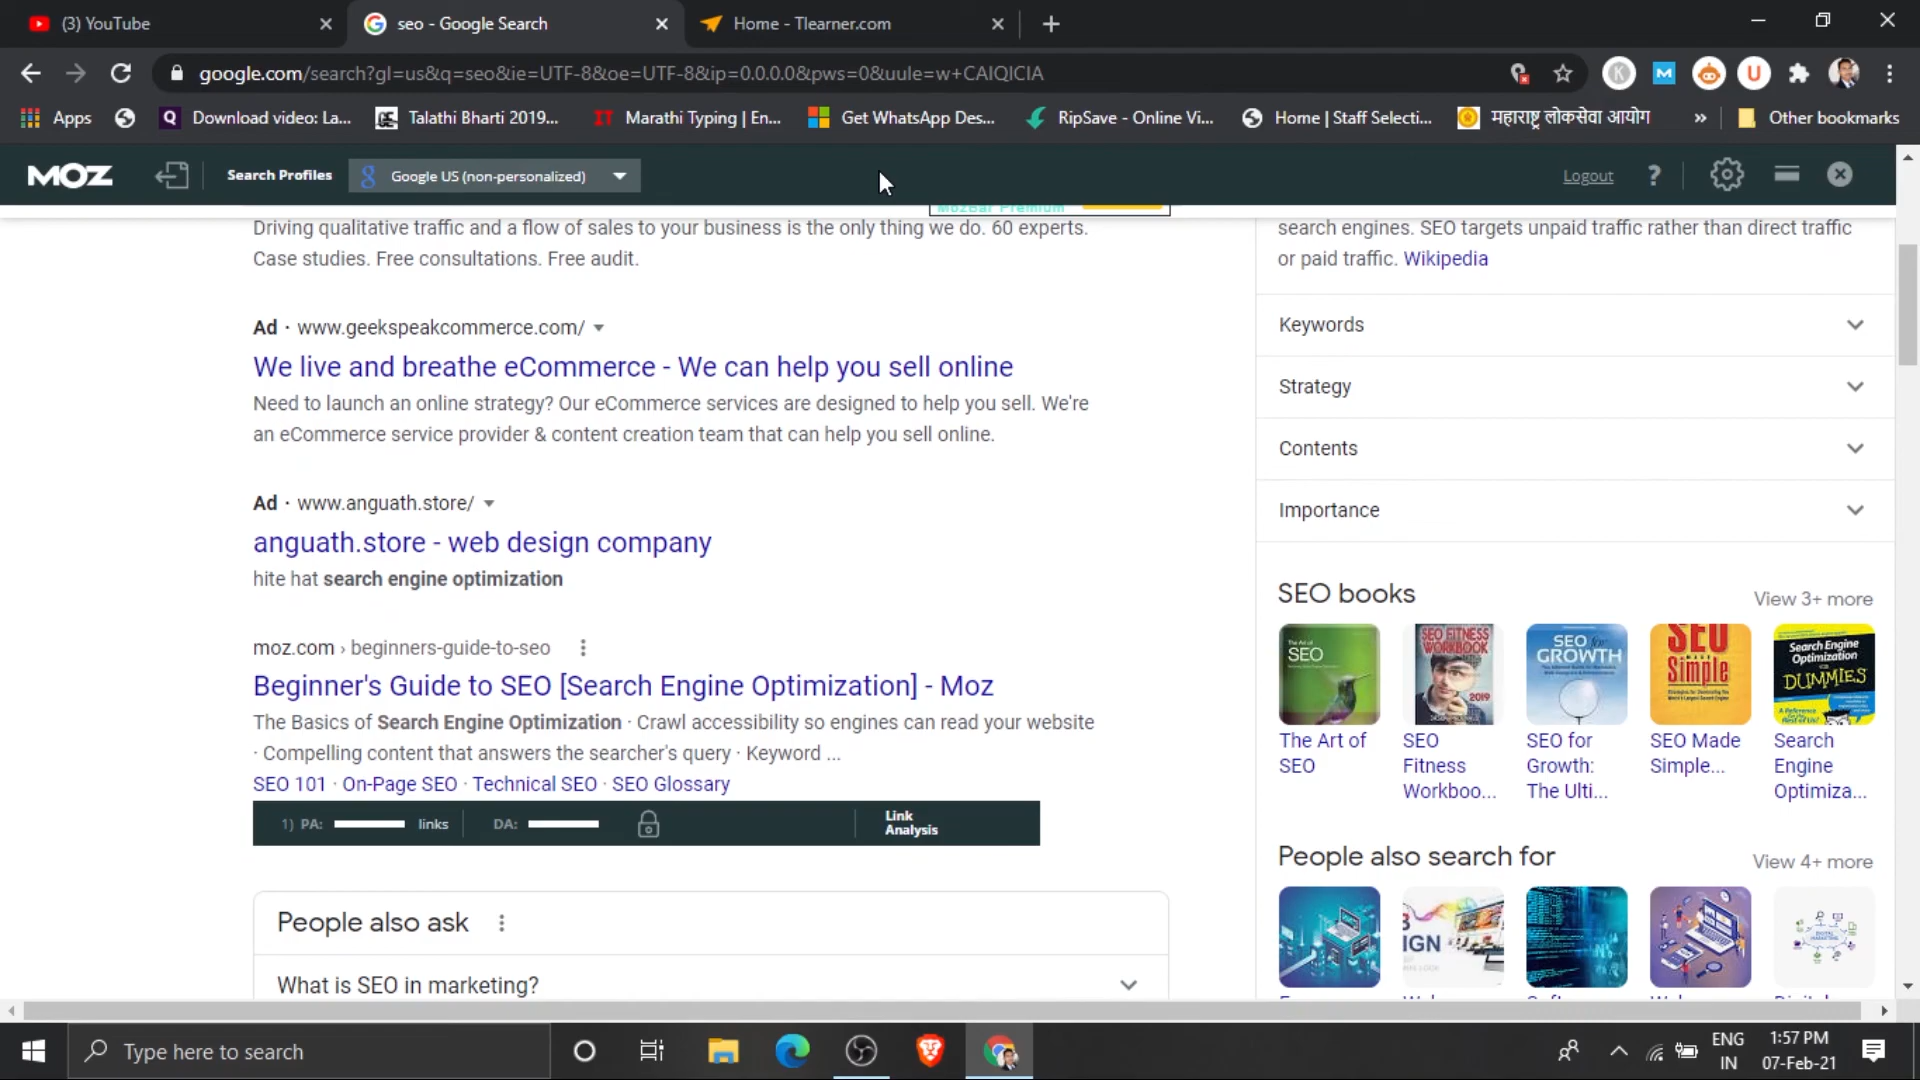 (3) YouTube
seo - Google Search
Home - Tlearner.com
google.com/search?gl=us&q=seo&ie=UTF-8&oe=UTF-8&ip=0.0.0.0&pws=0&uule=w+CAIQICIA
Apps
Download video: La...
Talathi Bharti 2019...
Marathi Typing | En...
Get WhatsApp Des...
RipSave - Online Vi...
Home | Staff Selecti...
महाराष्ट्र लोकसेवा आयोग
»
Other bookmarks
MOZ
Search Profiles
Google US (non-personalized)
Logout
?
MozBar Premium
Driving qualitative traffic and a flow of sales to your business is the only thing we do. 60 experts.
Case studies. Free consultations. Free audit.
Ad · www.geekspeakcommerce.com/
We live and breathe eCommerce - We can help you sell online
Need to launch an online strategy? Our eCommerce services are designed to help you sell. We're
an eCommerce service provider & content creation team that can help you sell online.
Ad · www.anguath.store/
anguath.store - web design company
hite hat search engine optimization
moz.com › beginners-guide-to-seo
Beginner's Guide to SEO [Search Engine Optimization] - Moz
The Basics of Search Engine Optimization · Crawl accessibility so engines can read your website
· Compelling content that answers the searcher's query · Keyword ...
SEO 101 · On-Page SEO · Technical SEO · SEO Glossary
1) PA: links DA:
Link
Analysis
People also ask
What is SEO in marketing?
search engines. SEO targets unpaid traffic rather than direct traffic
or paid traffic. Wikipedia
Keywords
Strategy
Contents
Importance
SEO books
View 3+ more
The Art of
SEO
SEO
Fitness
Workboo...
SEO for
Growth:
The Ulti...
SEO Made
Simple...
Search
Engine
Optimiza...
People also search for
View 4+ more
Type here to search
ENG
IN
1:57 PM
07-Feb-21